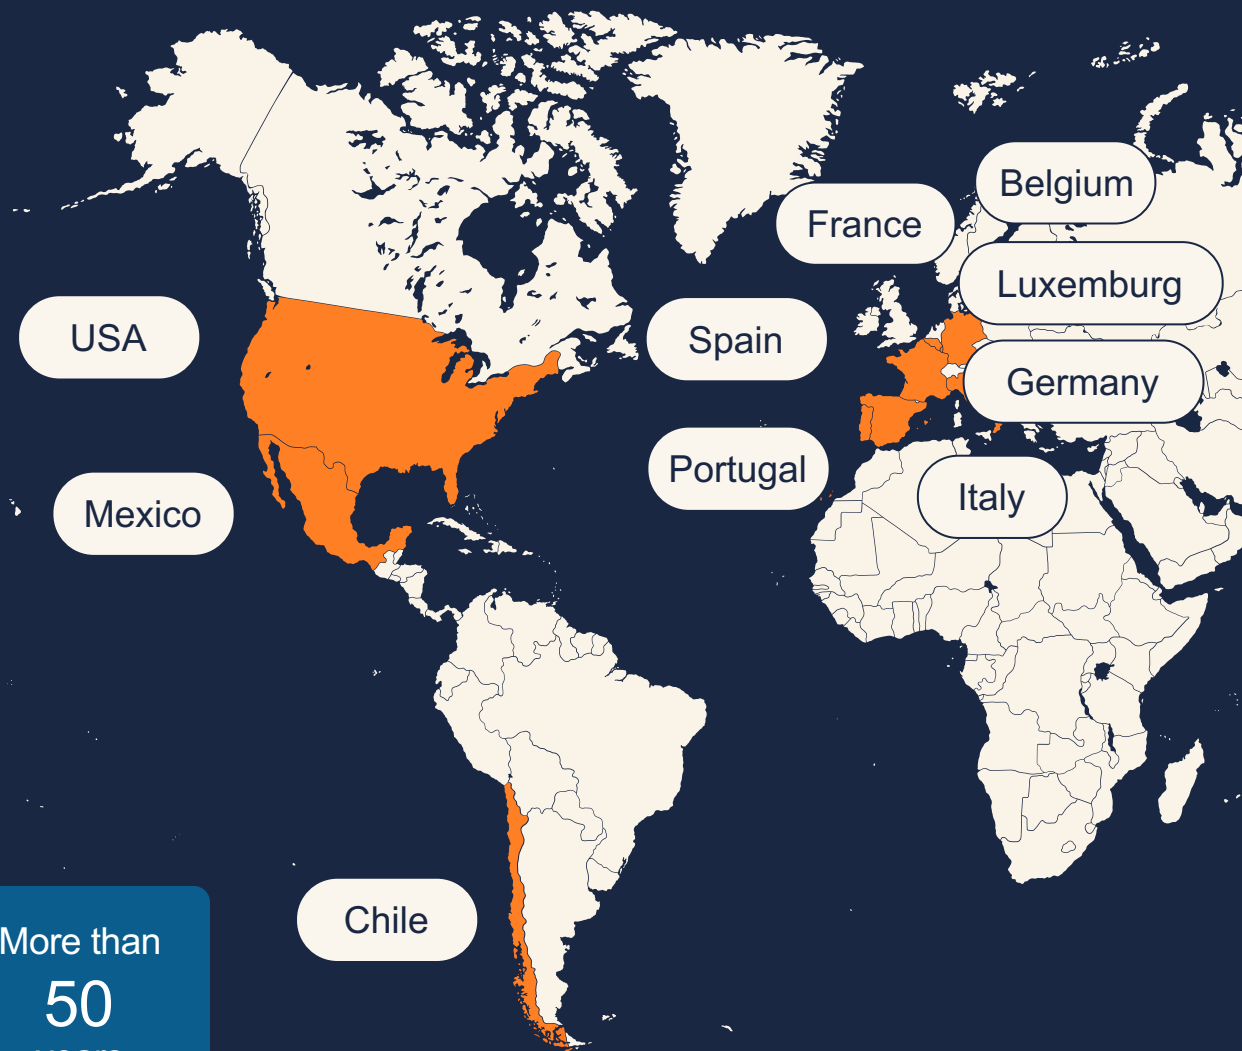 Belgium
France
Luxemburg
USA
Spain
Germany
Portugal
Italy
Mexico
Chile
More than
50